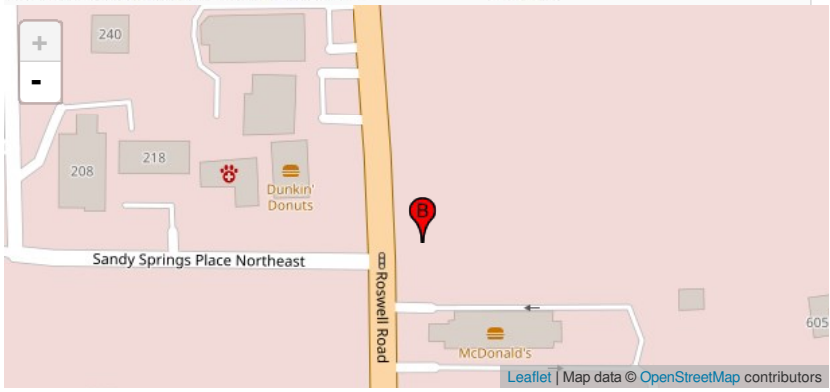 +
-
240
208
218
Dunkin'
Donuts
B
Sandy Springs Place Northeast
Roswell Road
McDonald's
605
Leaflet | Map data © OpenStreetMap contributors